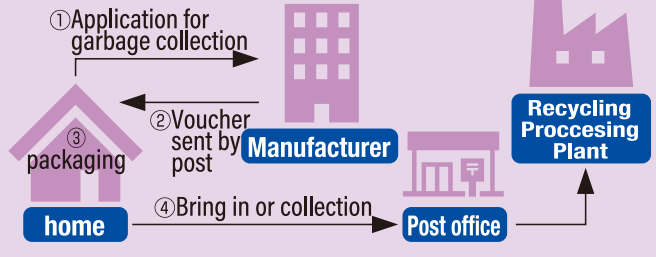 ①Application for
garbage collection
②Voucher
sent by
post
Manufacturer
③
packaging
home
④Bring in or collection
Post office
Recycling
Proccesing
Plant